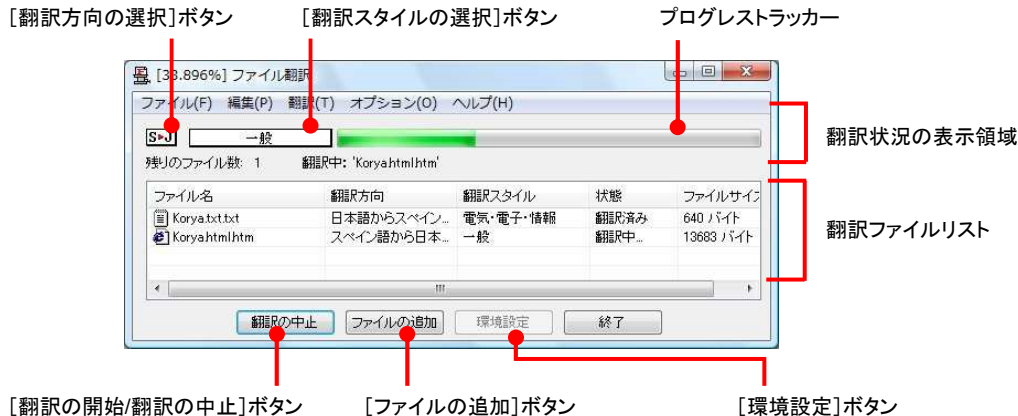 [翻訳方向の選択]ボタン
[翻訳スタイルの選択]ボタン
プログレストラッカー
[33.896%] ファイル翻訳
ファイル(F) 編集(P) 翻訳(T) オプション(O) ヘルプ(H)
S▸J 一般
残りのファイル数: 1 翻訳中: 'Korya.html.htm'
翻訳状況の表示領域
ファイル名 翻訳方向 翻訳スタイル 状態 ファイルサイズ
Korya.txt.txt 日本語からスペイン... 電気・電子・情報 翻訳済み 640 バイト
Korya.html.htm スペイン語から日本... 一般 翻訳中... 13683 バイト
翻訳ファイルリスト
翻訳の中止 ファイルの追加 環境設定 終了
[翻訳の開始/翻訳の中止]ボタン
[ファイルの追加]ボタン
[環境設定]ボタン